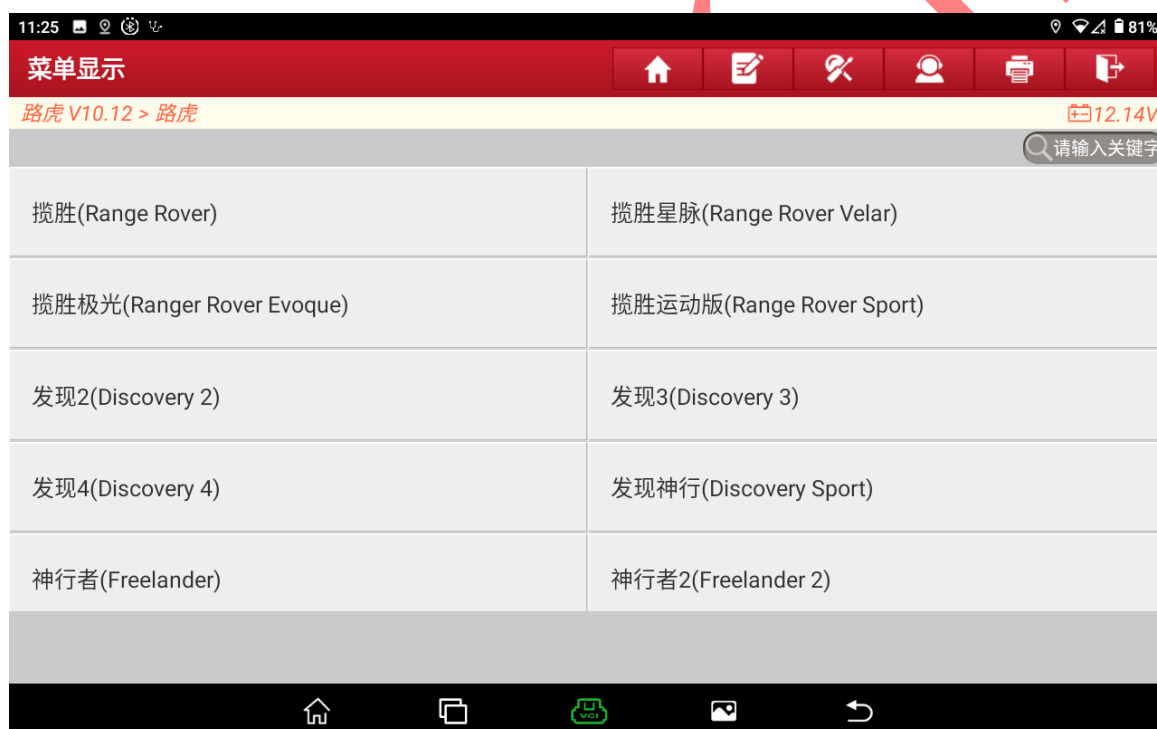 11:25 81%
菜单显示
路虎 V10.12 > 路虎 12.14V
请输入关键字
揽胜(Range Rover) 揽胜星脉(Range Rover Velar)
揽胜极光(Ranger Rover Evoque) 揽胜运动版(Range Rover Sport)
发现2(Discovery 2) 发现3(Discovery 3)
发现4(Discovery 4) 发现神行(Discovery Sport)
神行者(Freelander) 神行者2(Freelander 2)
VCI